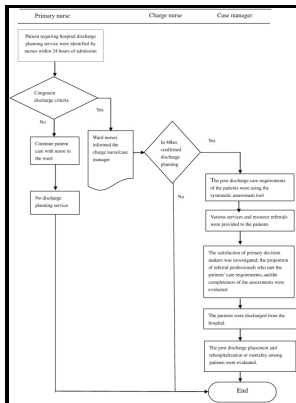 Primary nurse
Charge nurse
Case manager
Patient requiring hospital discharge
planning service were identified by
nurses within 24 hours of admission
Congruent
discharge criteria
Yes
No
Continue patient
care with nurse in
the word
No discharge
planning service
Word nurses
informed the
charge nurse/case
manager.
In 48hrs
confirmed
discharge
planning
Yes
No
The post discharge care requirements
of the patients were using the
systematic assessment tool
Various services and resource referrals
were provided to the patients
The satisfaction of primary decision
makers was investigated; the proportion
of referral professionals who met the
patients' care requirements, and/the
completeness of the assessments were
evaluated
The patients were discharged from the
hospital.
The post discharge placement and
rehospitalisation or mortality among
patients were evaluated.
End